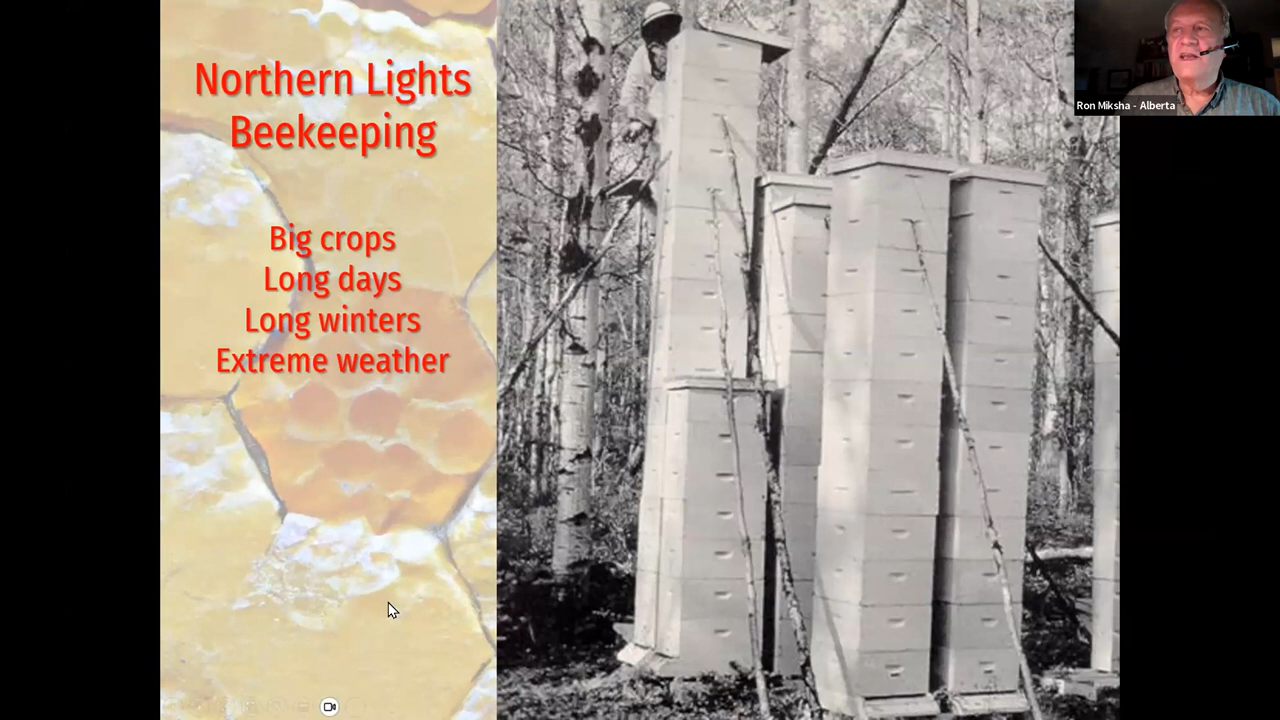 Northern Lights
Beekeeping
Big crops
Long days
Long winters
Extreme weather
Ron Miksha - Alberta